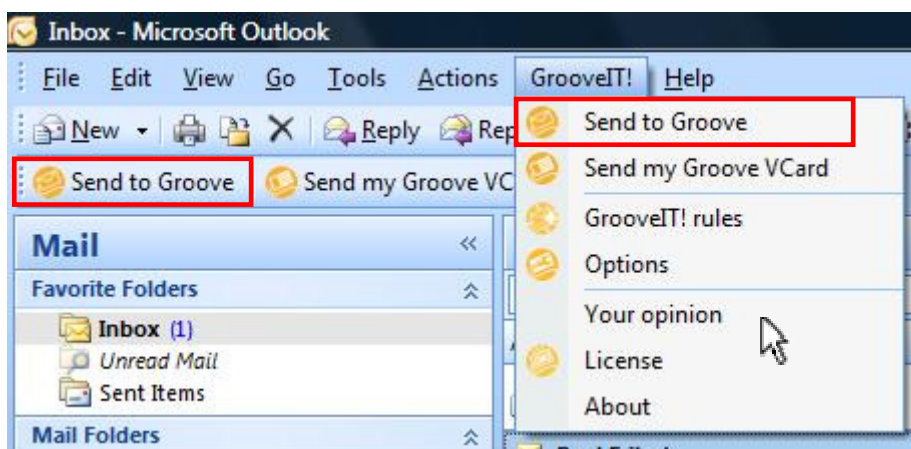 Inbox - Microsoft Outlook
File Edit View Go Tools Actions GrooveIT! Help
New Reply
Send to Groove Send my Groove
Send to Groove
Send my Groove VCard
GrooveIT! rules
Options
Your opinion
License
About
Mail
Favorite Folders
Inbox (1)
Unread Mail
Sent Items
Mail Folders